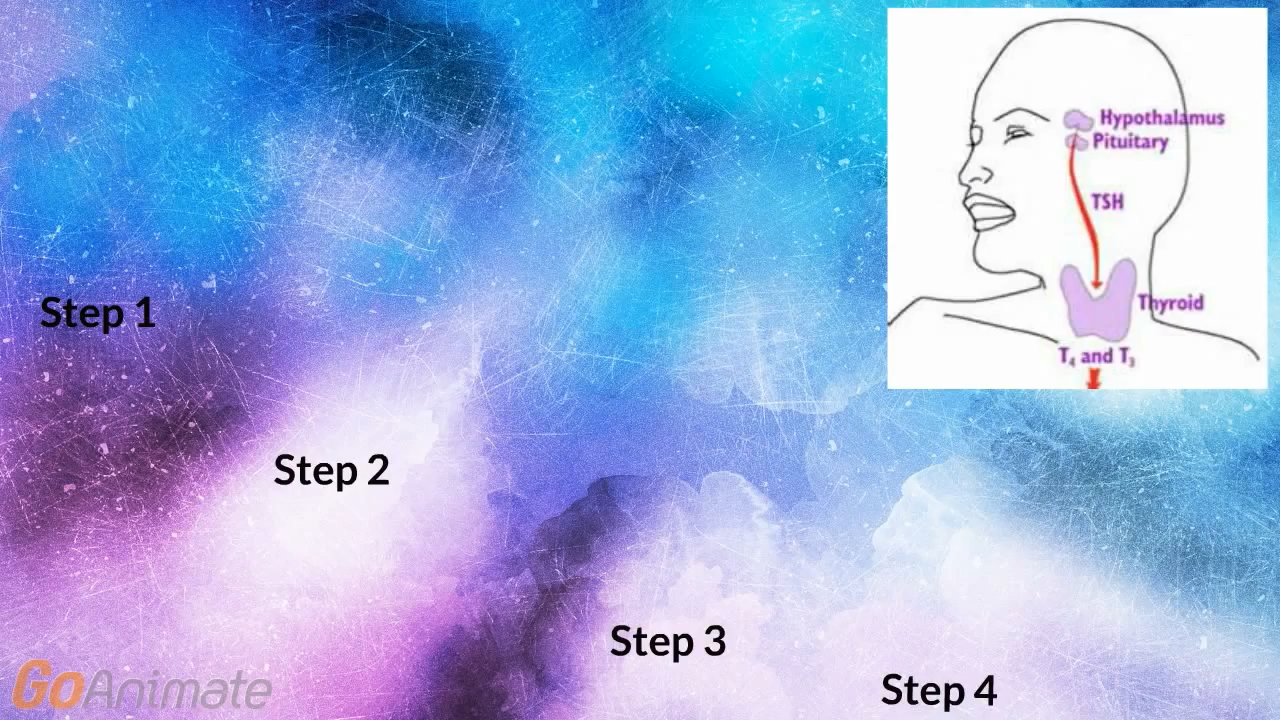 Hypothalamus
Pituitary
TSH
Thyroid
T₄ and T₃
Step 1
Step 2
Step 3
Step 4
GoAnimate